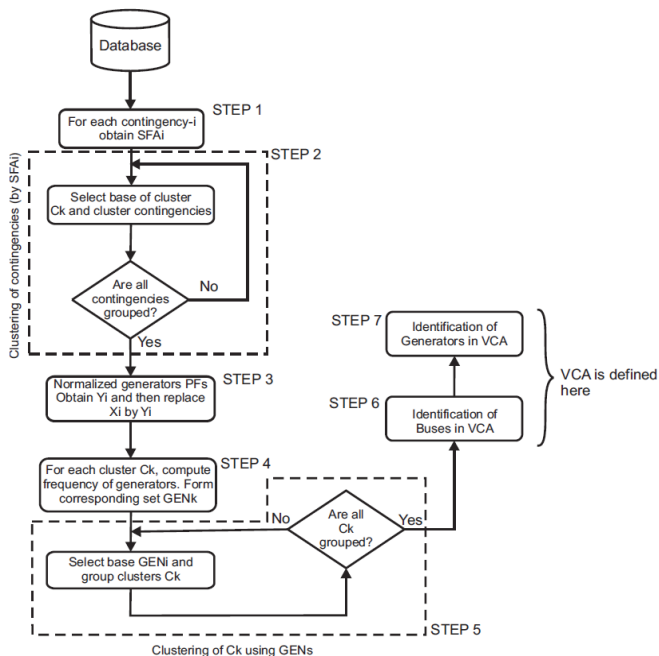 Database
STEP 1
For each contingency-i
obtain SFAi
STEP 2
Clustering of contingencies (by SFAi)
Select base of cluster
Ck and cluster contingencies
Are all
contingencies
grouped?
No
Yes
STEP 3
Normalized generators PFs
Obtain Yi and then replace
Xi by Yi
STEP 4
For each cluster Ck, compute
frequency of generators. Form
corresponding set GENk
No
Are all
Ck
grouped?
Yes
Select base GENi and
group clusters Ck
STEP 5
Clustering of Ck using GENs
STEP 6
Identification of
Buses in VCA
STEP 7
Identification of
Generators in VCA
VCA is defined
here